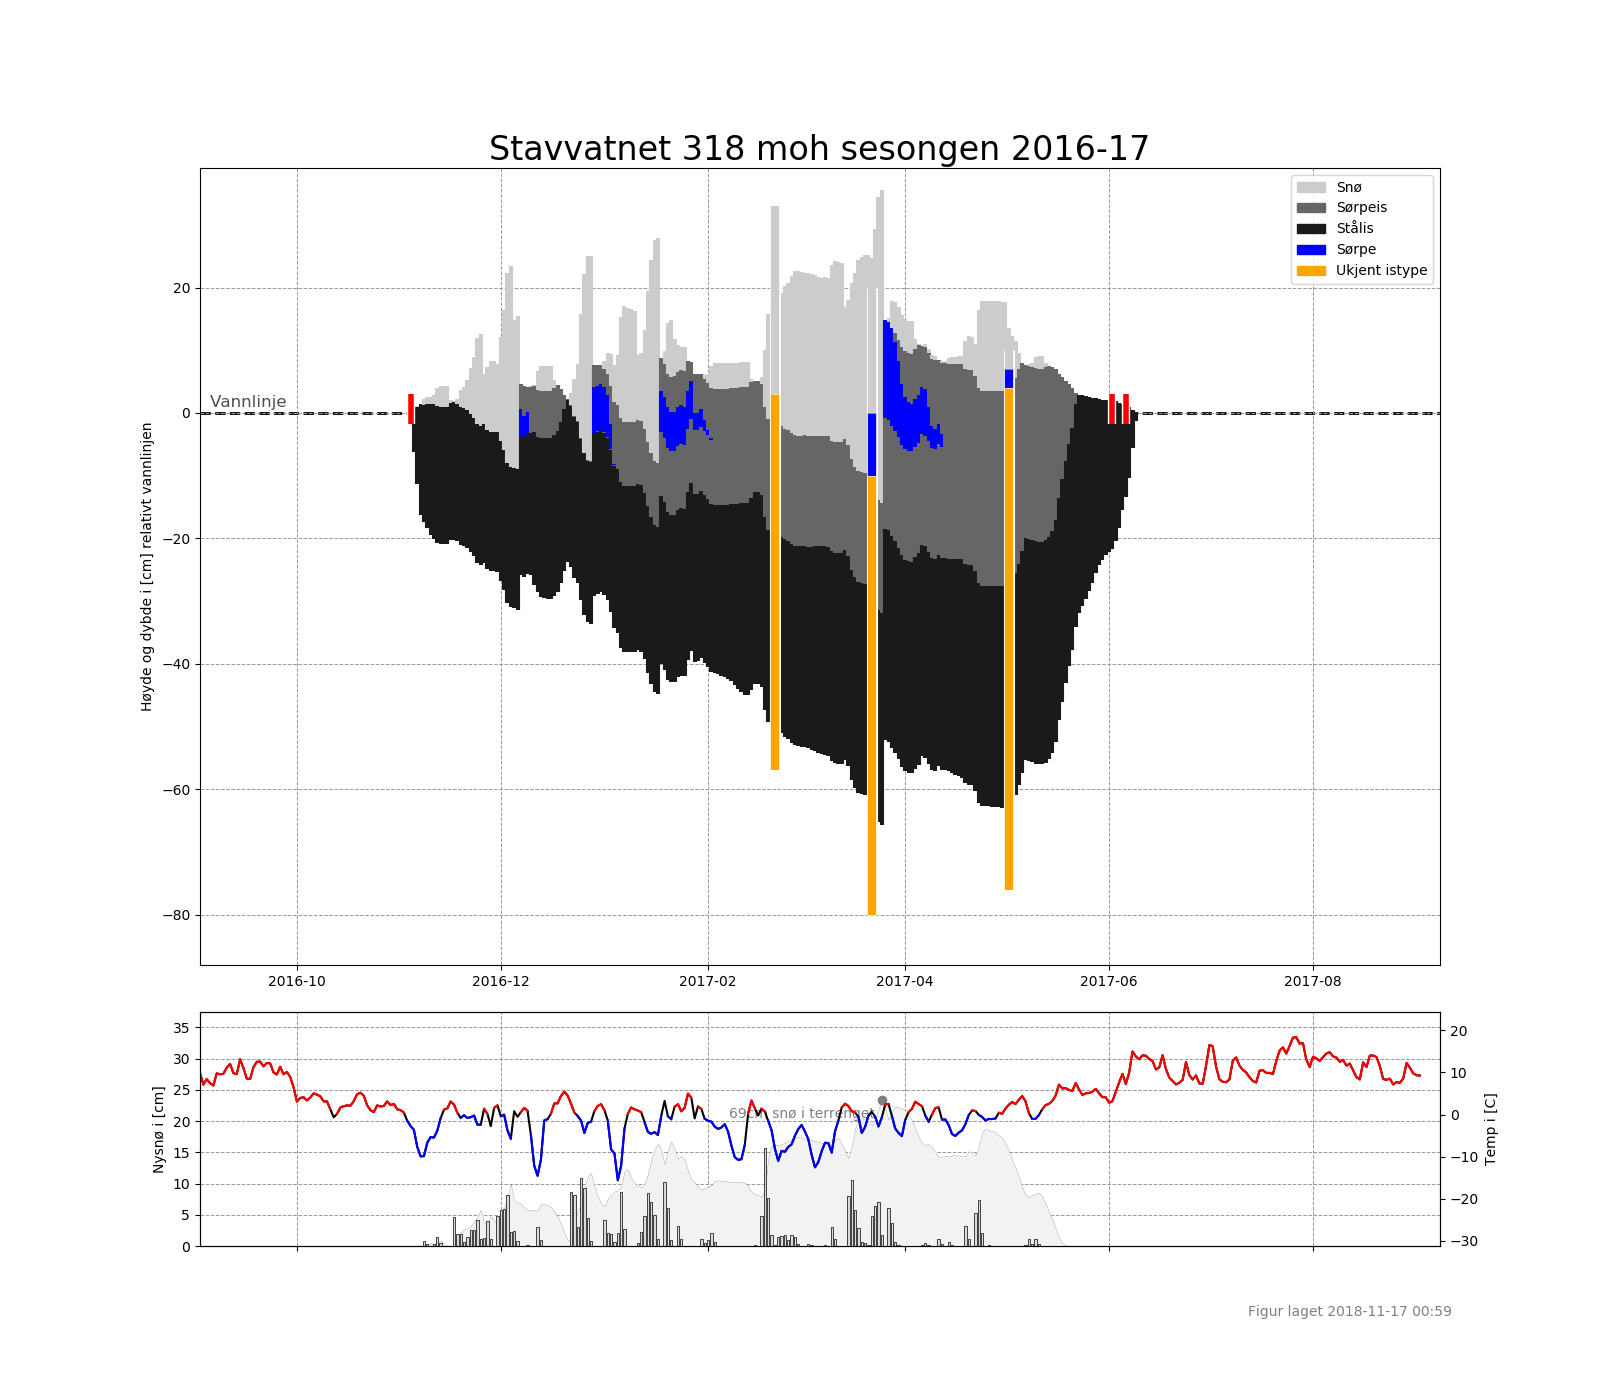 Stavvatnet 318 moh sesongen 2016-17
Snø
Sørpeis
Stålis
Sørpe
Ukjent istype
Vannlinje
Høyde og dybde i [cm] relativt vannlinjen
20
0
−20
−40
−60
−80
2016-10 2016-12 2017-02 2017-04 2017-06 2017-08
Nysnø i [cm]
35
30
25
20
15
10
5
0
69cm snø i terrenget
20
10
0
−10
−20
−30
Temp i [C]
Figur laget 2018-11-17 00:59